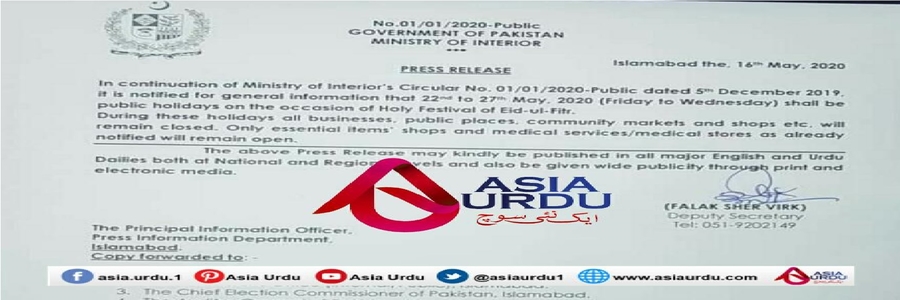 No.01/01/2020-Public
GOVERNMENT OF PAKISTAN
MINISTRY OF INTERIOR
***
Islamabad the, 16th May, 2020
PRESS RELEASE
In continuation of Ministry of Interior's Circular No. 01/01/2020-Public dated 5th December 2019,
it is notified for general information that 22nd to 27th May, 2020 (Friday to Wednesday) shall be
public holidays on the occasion of Holy Festival of Eid-ul-Fitr.
During these holidays all businesses, public places, community markets and shops etc. will
remain closed. Only essential items' shops and medical services/medical stores as already
notified will remain open.
The above Press Release may kindly be published in all major English and Urdu
Dailies both at National and Region vels and also be given wide publicity through print and
electronic media.
ASIA
URDU
ایک نئی سوچ
(FALAK SHER VIRK)
Deputy Secretary
Tel: 051-9202149
The Principal Information Officer,
Press Information Department,
Islamabad.
Copy forwarded to: -
asia.urdu.1 Asia Urdu Asia Urdu @asiaurdu1 www.asiaurdu.com ASIA URDU
3. The Chief Election Commissioner of Pakistan, Islamabad.